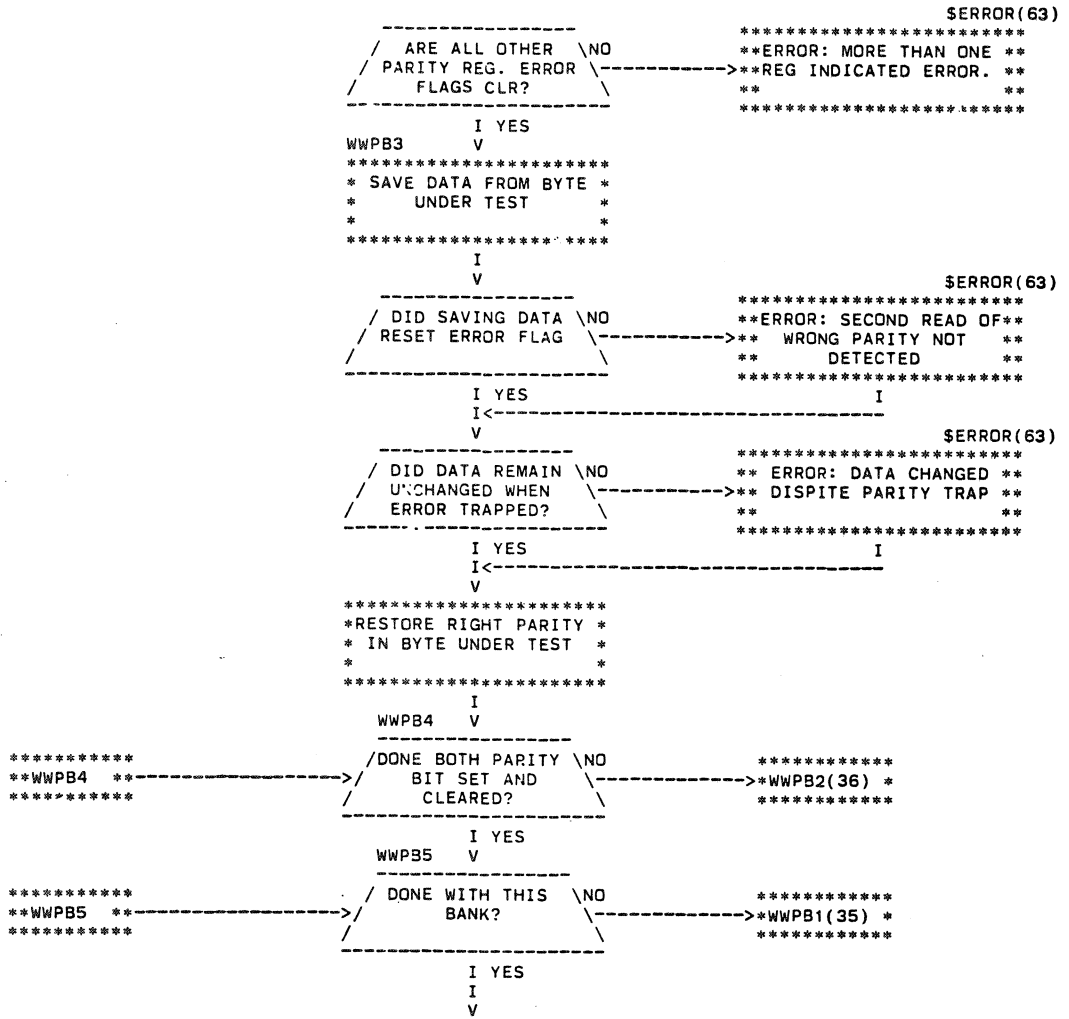 $ERROR(63)
ARE ALL OTHER
PARITY REG. ERROR
FLAGS CLR?
NO
**ERROR: MORE THAN ONE **
**REG INDICATED ERROR. **
I YES
WWPB3 V
* SAVE DATA FROM BYTE *
* UNDER TEST *
I
V
$ERROR(63)
DID SAVING DATA
RESET ERROR FLAG
NO
**ERROR: SECOND READ OF**
** WRONG PARITY NOT **
** DETECTED **
I YES I
I<
V
$ERROR(63)
DID DATA REMAIN
UNCHANGED WHEN
ERROR TRAPPED?
NO
** ERROR: DATA CHANGED **
** DISPITE PARITY TRAP **
I YES I
I<
V
*RESTORE RIGHT PARITY *
* IN BYTE UNDER TEST *
I
WWPB4 V
**WWPB4 **
DONE BOTH PARITY
BIT SET AND
CLEARED?
NO
*WWPB2(36) *
I YES
WWPB5 V
**WWPB5 **
DONE WITH THIS
BANK?
NO
*WWPB1(35) *
I YES
I
V